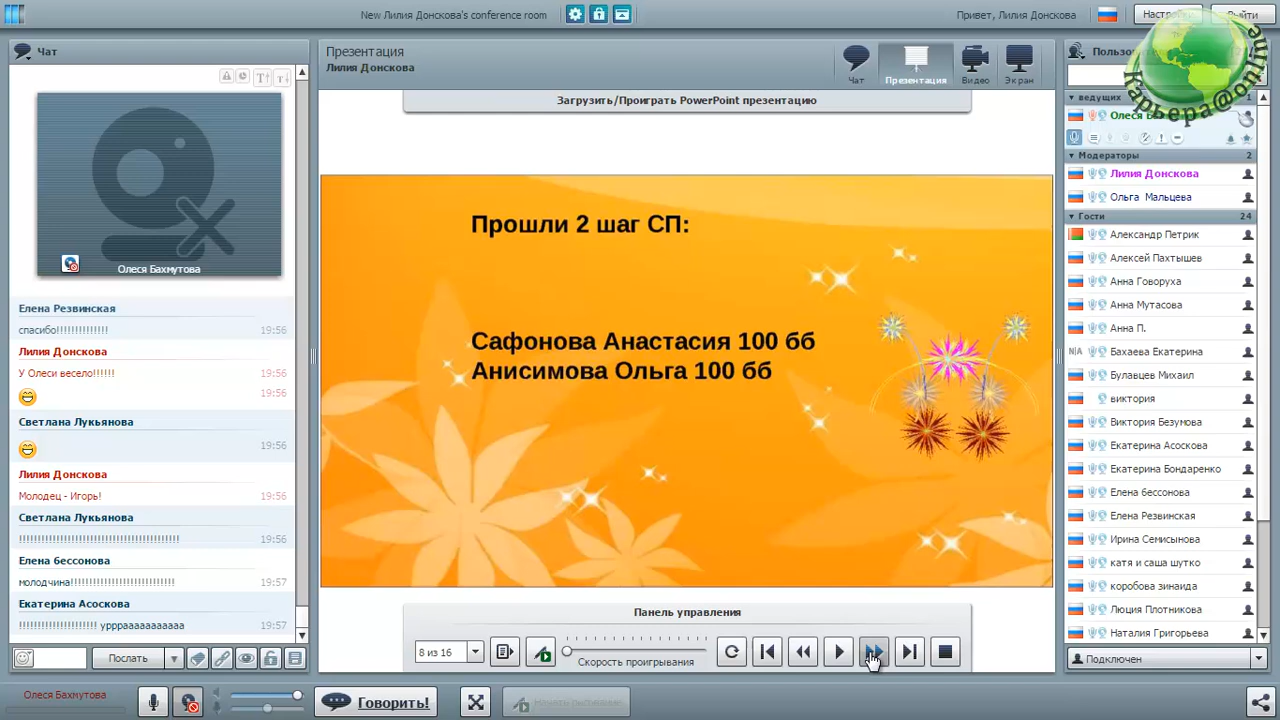 New Лилия Донскова's conference room
Привет, Лилия Донскова
Выйти
Чат
Олеся Бахмутова
Елена Резвинская
спасибо!!!!!!!!!!!!!!
19:56
Лилия Донскова
У Олеси весело!!!!!!
19:56
19:56
Светлана Лукьянова
19:56
Лилия Донскова
Молодец - Игорь!
19:56
Светлана Лукьянова
!!!!!!!!!!!!!!!!!!!!!!!!!!!!!!!!!!!!!!!!!!!
19:56
Елена бессонова
молодчина!!!!!!!!!!!!!!!!!!!!!!!!!!!
19:57
Екатерина Асоскова
!!!!!!!!!!!!!!!!!!!!! урррааааааааааа
19:57
Послать
Презентация
Лилия Донскова
Чат
Презентация
Видео
Экран
Загрузить/Проиграть PowerPoint презентацию
Прошли 2 шаг СП:
Сафонова Анастасия 100 бб
Анисимова Ольга 100 бб
Панель управления
8 из 16
Скорость проигрывания
карьера@online
ведущих 1
Олеся
Модераторы 2
Лилия Донскова
Ольга Мальцева
Гости 24
Александр Петрик
Алексей Пахтышев
Анна Говоруха
Анна Мутасова
Анна П.
N|A Бахаева Екатерина
Булавцев Михаил
виктория
Виктория Безумова
Екатерина Асоскова
Екатерина Бондаренко
Елена бессонова
Елена Резвинская
Ирина Семисынова
катя и саша шутко
коробова зинаида
Люция Плотникова
Наталия Григорьева
Подключен
Олеся Бахмутова
Говорить!